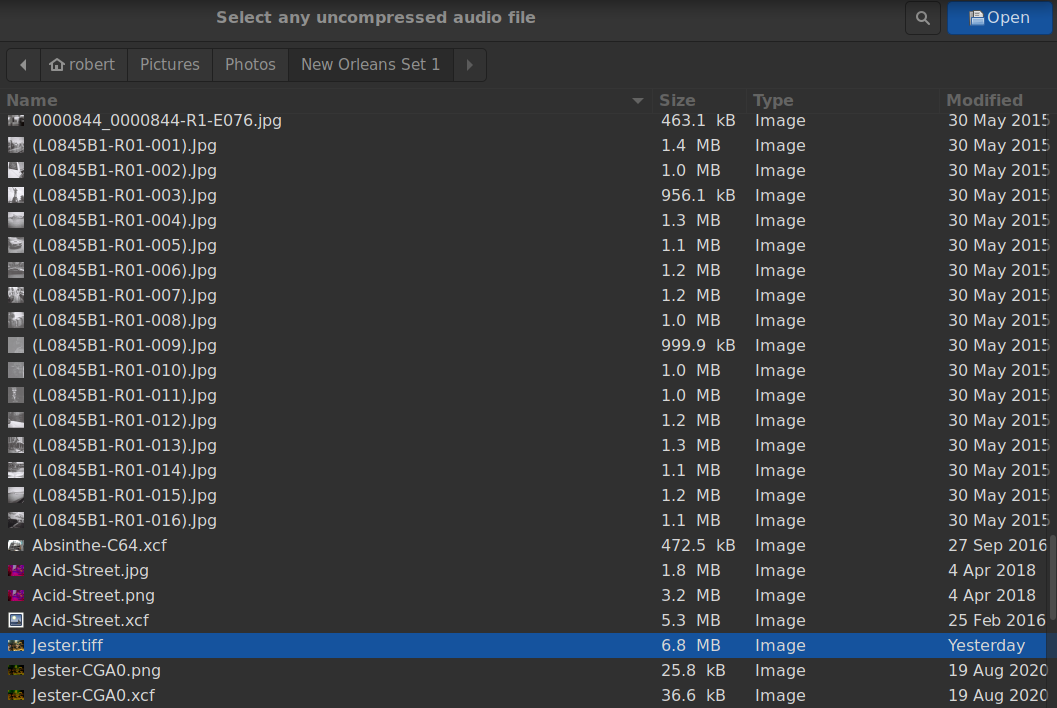 Select any uncompressed audio file
Open
robert Pictures Photos New Orleans Set 1
Name Size Type Modified
0000844_0000844-R1-E076.jpg 463.1 kB Image 30 May 2015
(L0845B1-R01-001).Jpg 1.4 MB Image 30 May 2015
(L0845B1-R01-002).Jpg 1.0 MB Image 30 May 2015
(L0845B1-R01-003).Jpg 956.1 kB Image 30 May 2015
(L0845B1-R01-004).Jpg 1.3 MB Image 30 May 2015
(L0845B1-R01-005).Jpg 1.1 MB Image 30 May 2015
(L0845B1-R01-006).Jpg 1.2 MB Image 30 May 2015
(L0845B1-R01-007).Jpg 1.2 MB Image 30 May 2015
(L0845B1-R01-008).Jpg 1.0 MB Image 30 May 2015
(L0845B1-R01-009).Jpg 999.9 kB Image 30 May 2015
(L0845B1-R01-010).Jpg 1.0 MB Image 30 May 2015
(L0845B1-R01-011).Jpg 1.0 MB Image 30 May 2015
(L0845B1-R01-012).Jpg 1.2 MB Image 30 May 2015
(L0845B1-R01-013).Jpg 1.3 MB Image 30 May 2015
(L0845B1-R01-014).Jpg 1.1 MB Image 30 May 2015
(L0845B1-R01-015).Jpg 1.2 MB Image 30 May 2015
(L0845B1-R01-016).Jpg 1.1 MB Image 30 May 2015
Absinthe-C64.xcf 472.5 kB Image 27 Sep 2016
Acid-Street.jpg 1.8 MB Image 4 Apr 2018
Acid-Street.png 3.2 MB Image 4 Apr 2018
Acid-Street.xcf 5.3 MB Image 25 Feb 2016
Jester.tiff 6.8 MB Image Yesterday
Jester-CGA0.png 25.8 kB Image 19 Aug 2020
Jester-CGA0.xcf 36.6 kB Image 19 Aug 2020